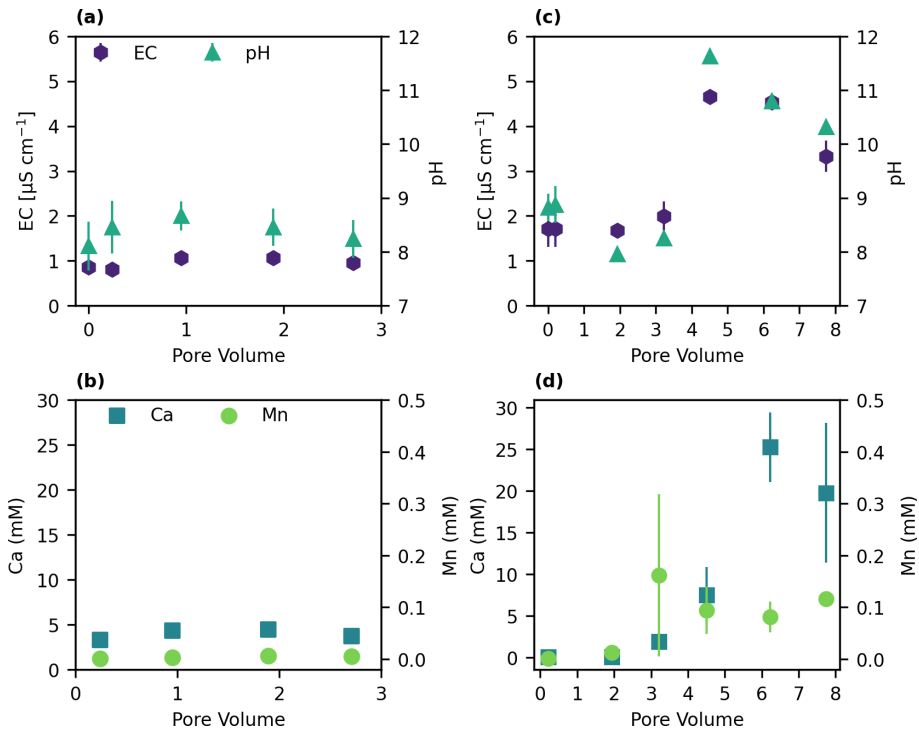 (a)
6
5
4
3
2
1
0
EC [µS cm⁻¹]
EC
pH
12
11
10
9
8
7
pH
0 1 2 3
Pore Volume
(c)
6
5
4
3
2
1
0
EC [µS cm⁻¹]
12
11
10
9
8
7
pH
0 1 2 3 4 5 6 7 8
Pore Volume
(b)
30
25
20
15
10
5
0
Ca (mM)
Ca
Mn
0.5
0.4
0.3
0.2
0.1
0.0
Mn (mM)
0 1 2 3
Pore Volume
(d)
30
25
20
15
10
5
0
Ca (mM)
0.5
0.4
0.3
0.2
0.1
0.0
Mn (mM)
0 1 2 3 4 5 6 7 8
Pore Volume